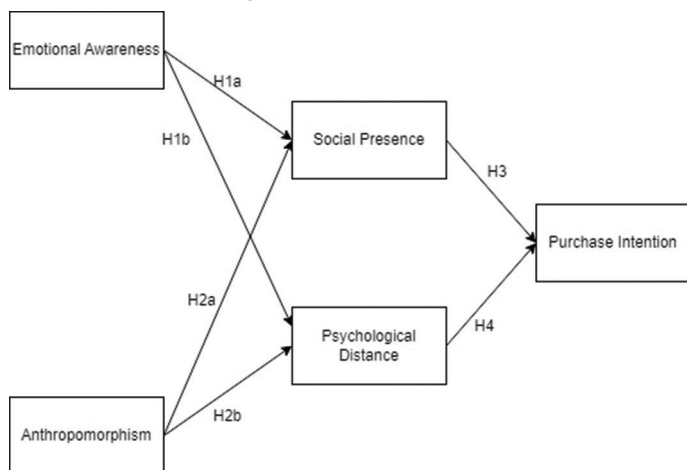 Emotional Awareness
H1a
H1b
Social Presence
H3
Purchase Intention
H2a
Psychological
Distance
H4
H2b
Anthropomorphism